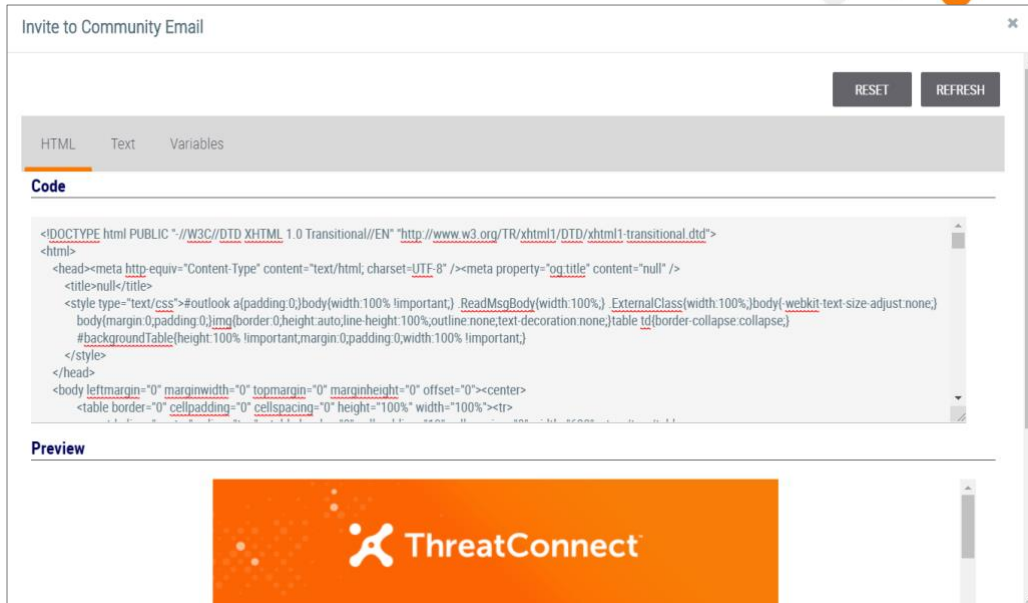 Invite to Community Email
×
RESET REFRESH
HTML Text Variables
Code
<!DOCTYPE html PUBLIC "-//W3C//DTD XHTML 1.0 Transitional//EN" "http://www.w3.org/TR/xhtml1/DTD/xhtml1-transitional.dtd">
<html>
<head><meta http-equiv="Content-Type" content="text/html; charset=UTF-8" /><meta property="og:title" content="null" />
<title>null</title>
<style type="text/css">#outlook a{padding:0;}body{width:100% !important;} .ReadMsgBody{width:100%;} .ExternalClass{width:100%;}body{-webkit-text-size-adjust:none;}
body{margin:0;padding:0;}img{border:0;height:auto;line-height:100%;outline:none;text-decoration:none;}table td{border-collapse:collapse;}
#backgroundTable{height:100% !important;margin:0;padding:0;width:100% !important;}
</style>
</head>
<body leftmargin="0" marginwidth="0" topmargin="0" marginheight="0" offset="0"><center>
<table border="0" cellpadding="0" cellspacing="0" height="100%" width="100%"><tr>
Preview
ThreatConnect